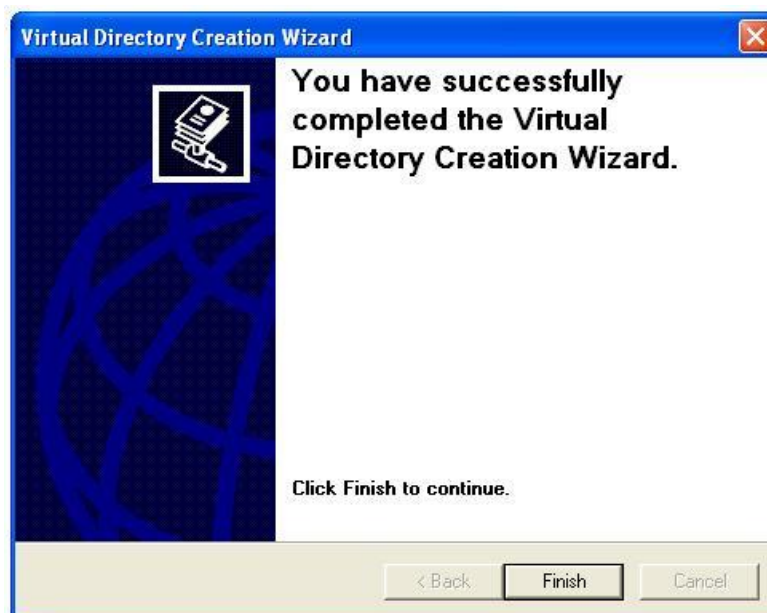 Virtual Directory Creation Wizard
You have successfully
completed the Virtual
Directory Creation Wizard.
Click Finish to continue.
< Back Finish Cancel